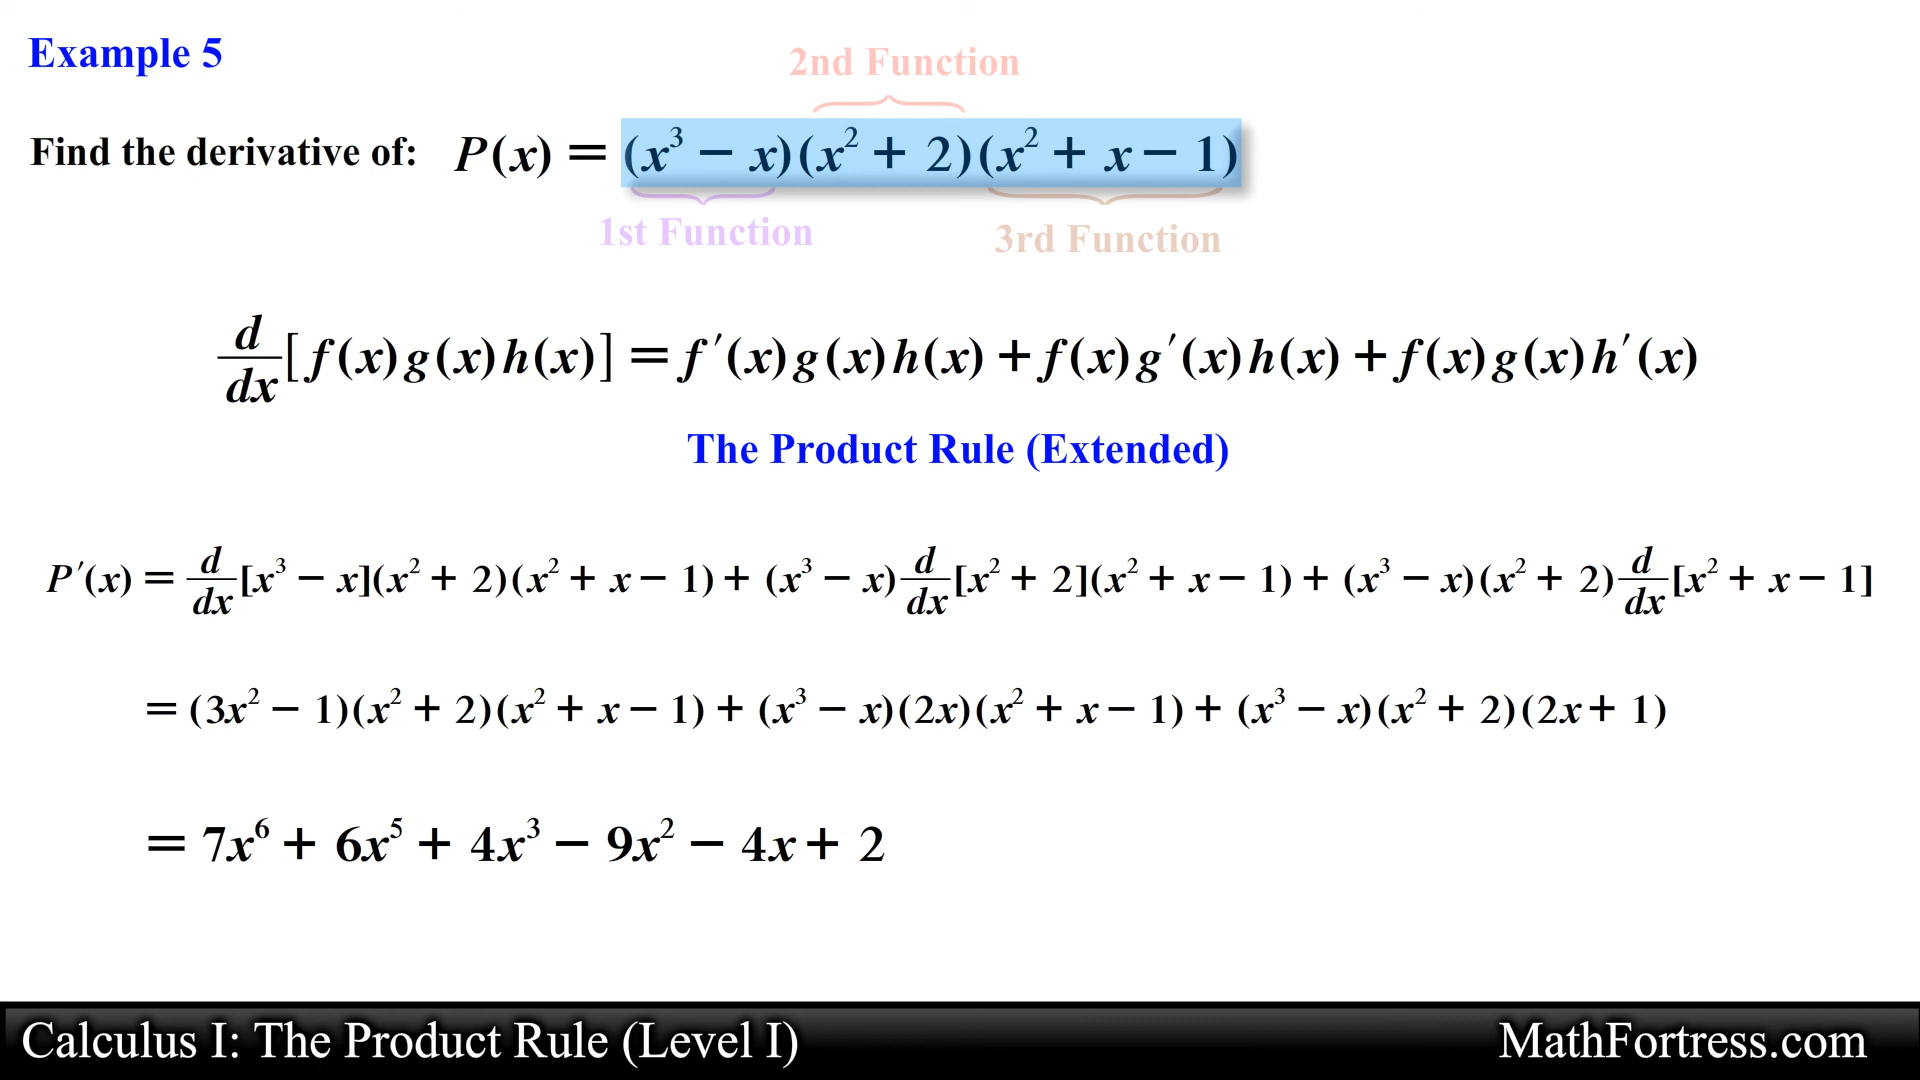 Example 5
2nd Function
Find the derivative of: P(x) = (x³ − x)(x² + 2)(x² + x − 1)
1st Function 3rd Function
d/dx[f(x)g(x)h(x)] = f′(x)g(x)h(x) + f(x)g′(x)h(x) + f(x)g(x)h′(x)
The Product Rule (Extended)
P′(x) = d/dx[x³ − x](x² + 2)(x² + x − 1) + (x³ − x)d/dx[x² + 2](x² + x − 1) + (x³ − x)(x² + 2)d/dx[x² + x − 1]
= (3x² − 1)(x² + 2)(x² + x − 1) + (x³ − x)(2x)(x² + x − 1) + (x³ − x)(x² + 2)(2x + 1)
= 7x⁶ + 6x⁵ + 4x³ − 9x² − 4x + 2
Calculus I: The Product Rule (Level I) MathFortress.com